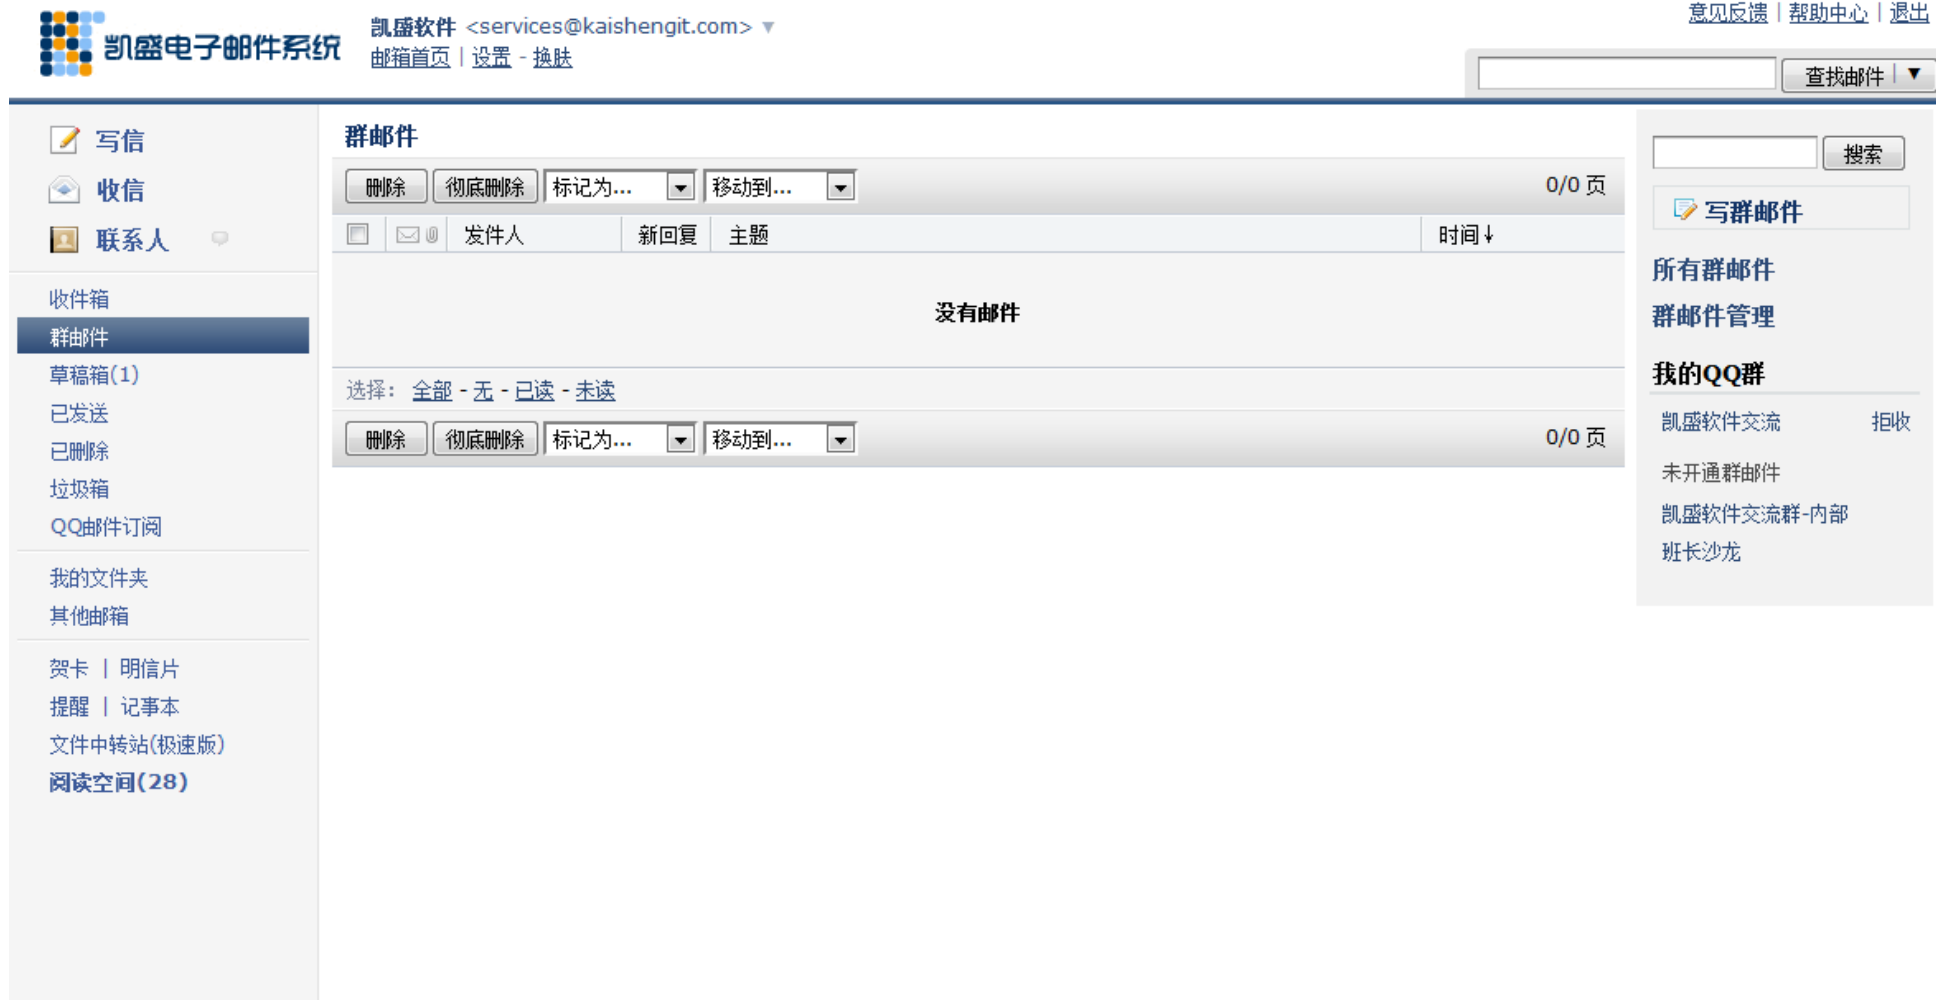 凯盛电子邮件系统
凯盛软件 <services@kaishengit.com> ▼
邮箱首页 | 设置 - 换肤
意见反馈 | 帮助中心 | 退出
查找邮件 | ▼
写信
收信
联系人
收件箱
群邮件
草稿箱(1)
已发送
已删除
垃圾箱
QQ邮件订阅
我的文件夹
其他邮箱
贺卡 | 明信片
提醒 | 记事本
文件中转站(极速版)
阅读空间(28)
群邮件
删除 彻底删除 标记为... 移动到... 0/0 页
发件人 新回复 主题 时间↓
没有邮件
选择： 全部 - 无 - 已读 - 未读
删除 彻底删除 标记为... 移动到... 0/0 页
搜索
写群邮件
所有群邮件
群邮件管理
我的QQ群
凯盛软件交流 拒收
未开通群邮件
凯盛软件交流群-内部
班长沙龙